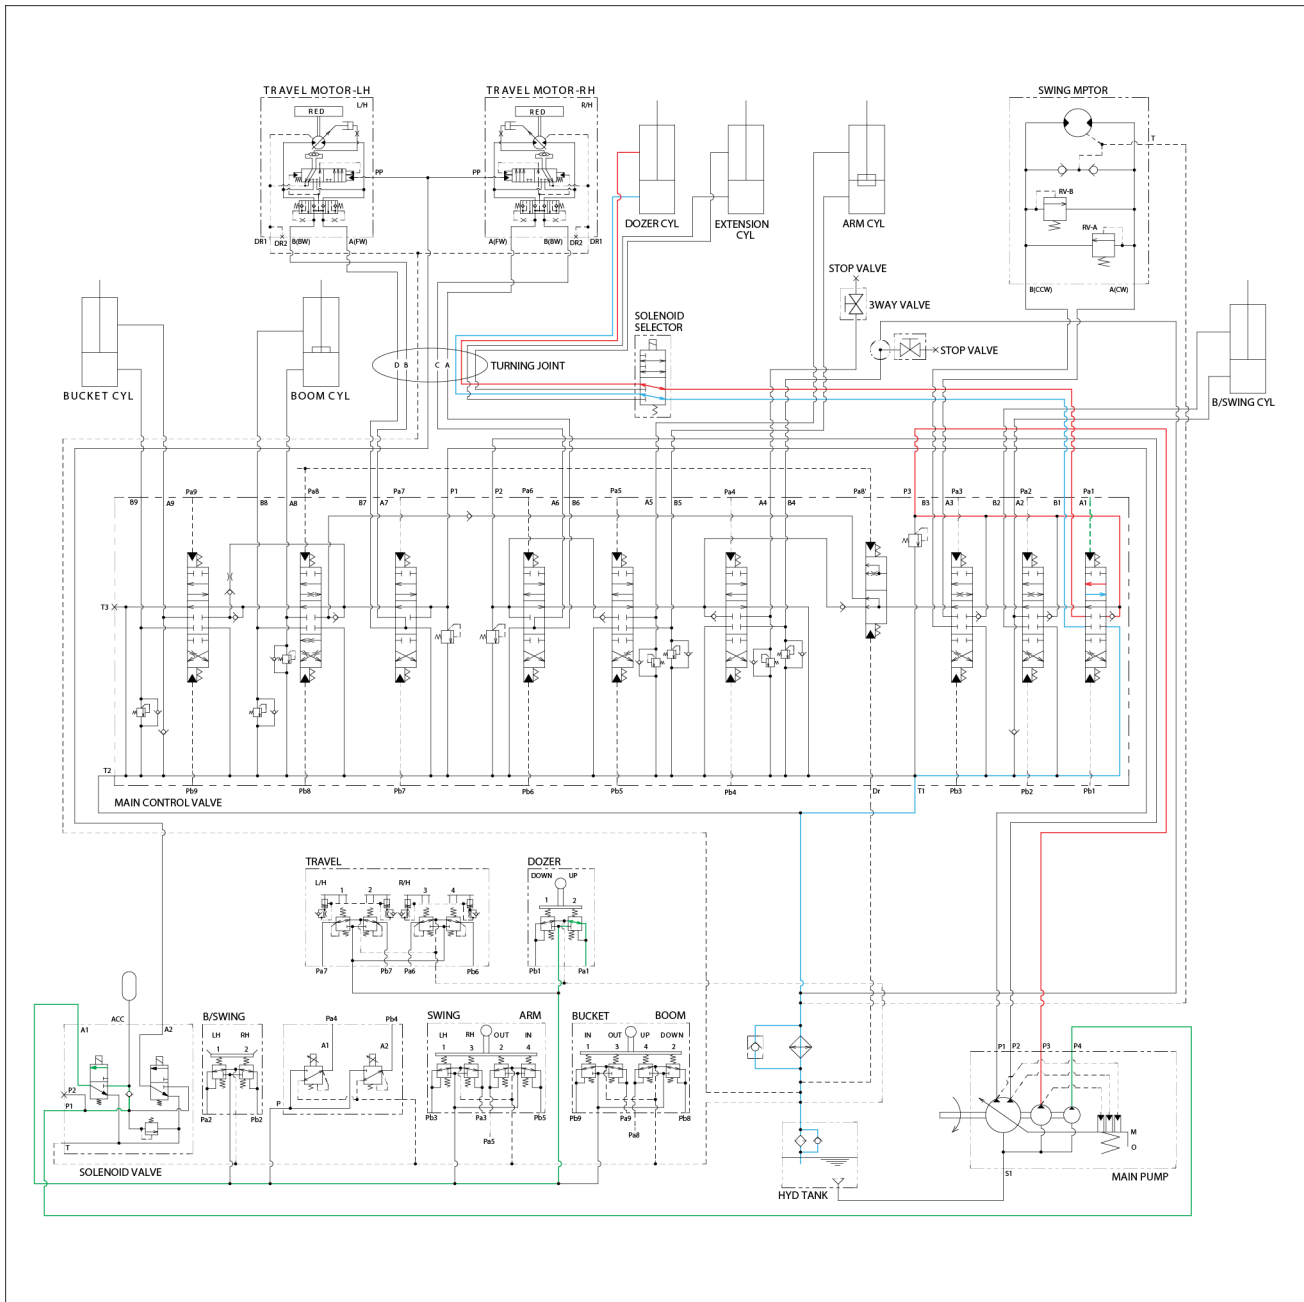 TRAVEL MOTOR-LH
TRAVEL MOTOR-RH
SWING MPTOR
L/H
R/H
RED
RED
T
PP
PP
RV-B
RV-A
DR1
DR2
B(BW)
A(FW)
A(FW)
B(BW)
DR2
DR1
DOZER CYL
EXTENSION
CYL
ARM CYL
STOP VALVE
3WAY VALVE
B(CCW)
A(CW)
SOLENOID
SELECTOR
STOP VALVE
D B
C A
TURNING JOINT
BUCKET CYL
BOOM CYL
B/SWING CYL
Pa9
Pa8
Pa7
P1
P2
Pa6
Pa5
Pa4
Pa8'
P3
Pa3
Pa2
Pa1
B9
A9
B8
A8
B7
A7
A6
B6
A5
B5
A4
B4
B3
A3
B2
A2
B1
A1
T3
T2
Pb9
Pb8
Pb7
Pb6
Pb5
Pb4
Dr
T1
Pb3
Pb2
Pb1
MAIN CONTROL VALVE
TRAVEL
DOZER
L/H
1
2
R/H
3
4
DOWN
UP
1
2
Pa7
Pb7
Pa6
Pb6
Pb1
Pa1
A1
ACC
A2
B/SWING
LH
RH
1
2
Pa4
Pb4
A1
A2
SWING
ARM
LH
RH
OUT
IN
1
3
2
4
BUCKET
BOOM
IN
OUT
UP
DOWN
1
3
4
2
P1
P2
P3
P4
P2
P1
T
P
Pa2
Pb2
Pb3
Pa3
Pb5
Pa5
Pb9
Pa9
Pb8
Pa8
M
O
S1
SOLENOID VALVE
HYD TANK
MAIN PUMP